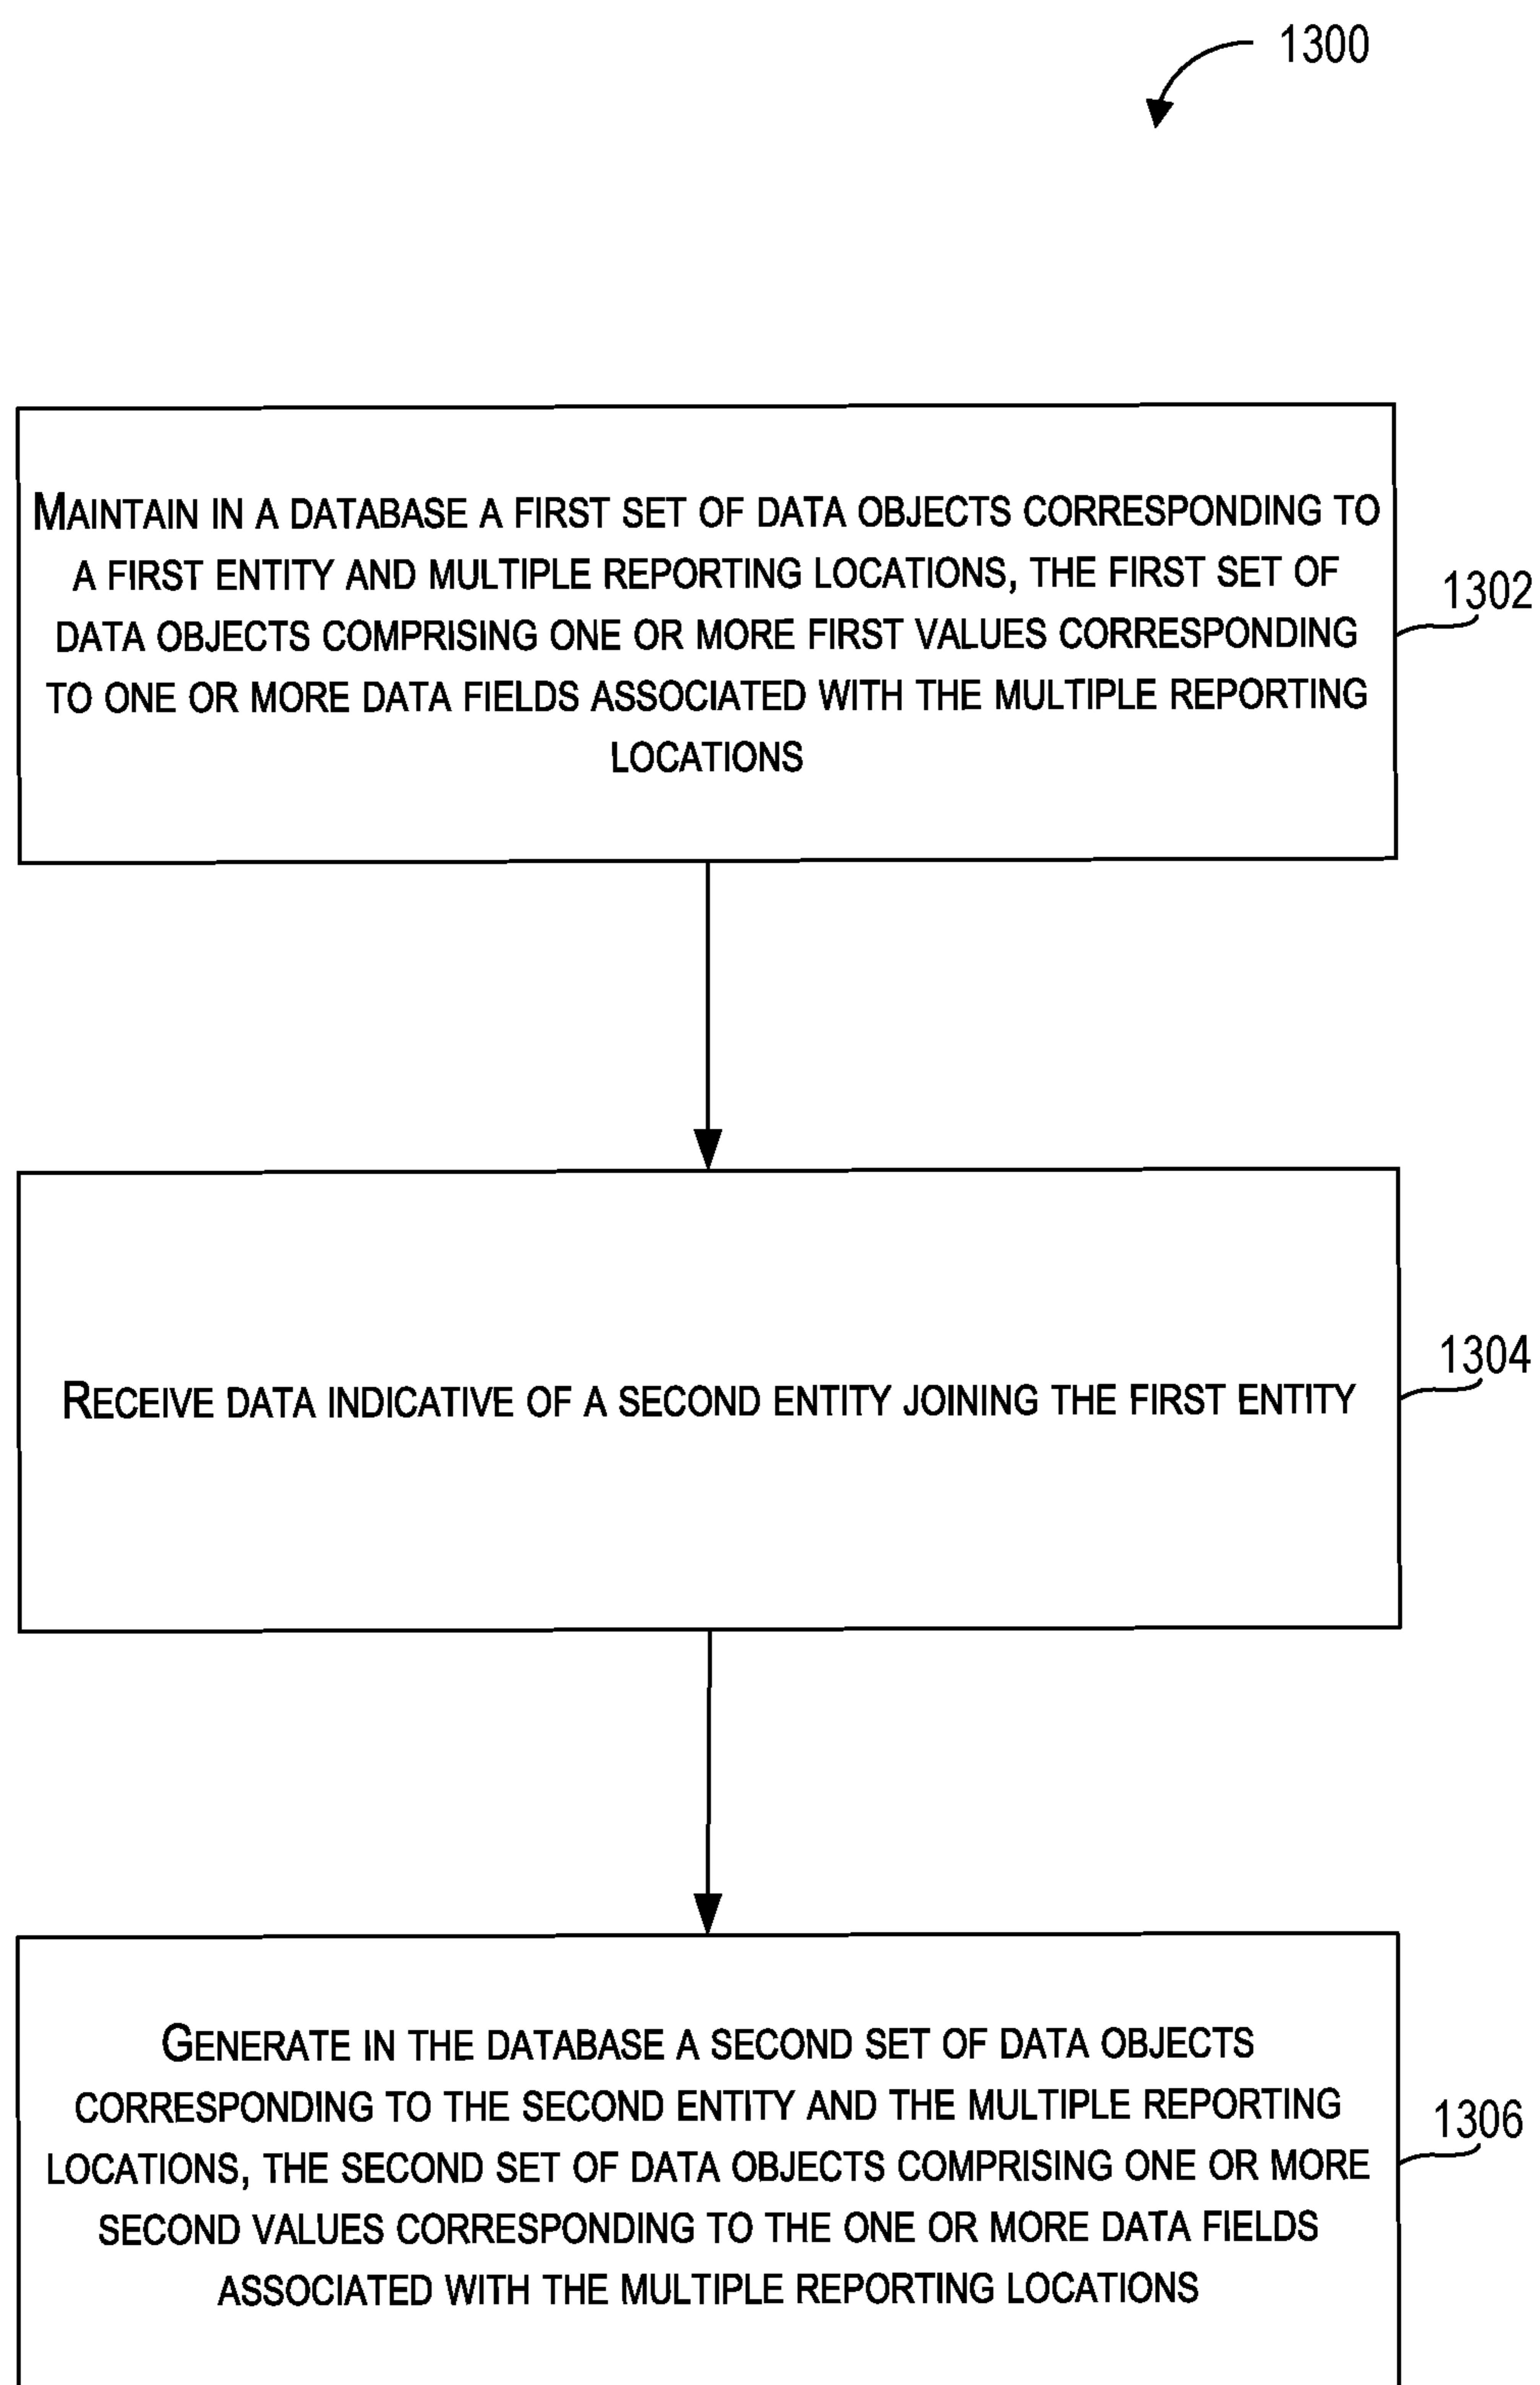 1300
MAINTAIN IN A DATABASE A FIRST SET OF DATA OBJECTS CORRESPONDING TO
A FIRST ENTITY AND MULTIPLE REPORTING LOCATIONS, THE FIRST SET OF
DATA OBJECTS COMPRISING ONE OR MORE FIRST VALUES CORRESPONDING
TO ONE OR MORE DATA FIELDS ASSOCIATED WITH THE MULTIPLE REPORTING
LOCATIONS
1302
RECEIVE DATA INDICATIVE OF A SECOND ENTITY JOINING THE FIRST ENTITY
1304
GENERATE IN THE DATABASE A SECOND SET OF DATA OBJECTS
CORRESPONDING TO THE SECOND ENTITY AND THE MULTIPLE REPORTING
LOCATIONS, THE SECOND SET OF DATA OBJECTS COMPRISING ONE OR MORE
SECOND VALUES CORRESPONDING TO THE ONE OR MORE DATA FIELDS
ASSOCIATED WITH THE MULTIPLE REPORTING LOCATIONS
1306